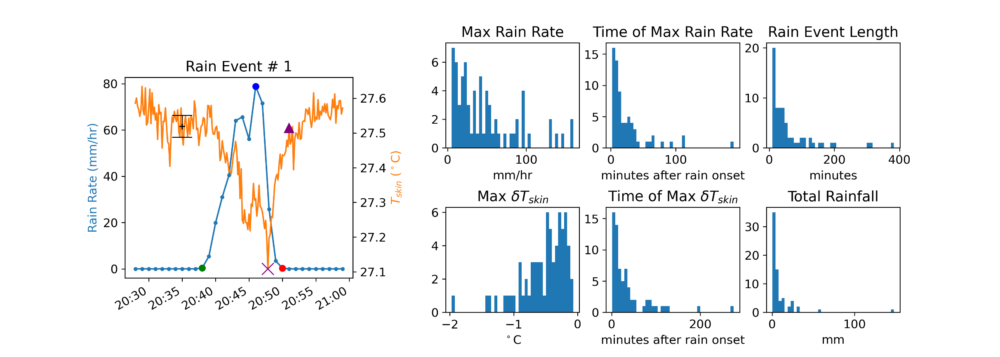 Rain Event # 1
Rain Rate (mm/hr)
80
60
40
20
0
27.6
27.5
27.4
27.3
27.2
27.1
T_skin (°C)
20:30 20:35 20:40 20:45 20:50 20:55 21:00
Max Rain Rate
6
4
2
0
0 100
mm/hr
Time of Max Rain Rate
15
10
5
0
0 100
minutes after rain onset
Rain Event Length
20
10
0
0 200 400
minutes
Max δT_skin
6
4
2
0
−2 −1 0
°C
Time of Max δT_skin
15
10
5
0
0 200
minutes after rain onset
Total Rainfall
30
20
10
0
0 100
mm